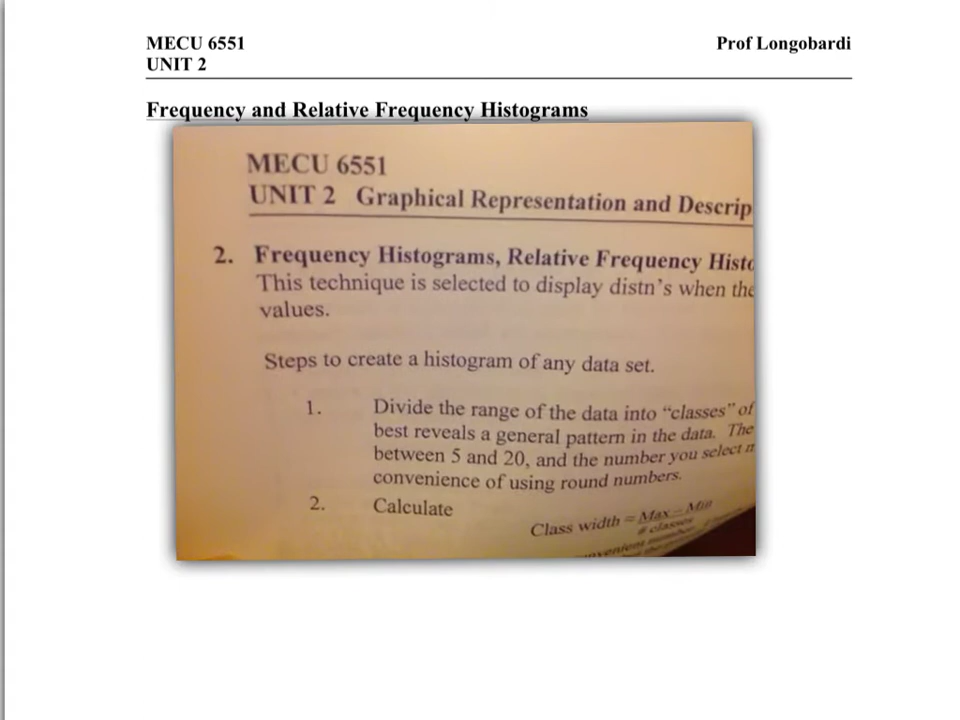 MECU 6551 Prof Longobardi
UNIT 2
Frequency and Relative Frequency Histograms
MECU 6551
UNIT 2 Graphical Representation and Descrip
2. Frequency Histograms, Relative Frequency Histo
This technique is selected to display distn's when the
values.
Steps to create a histogram of any data set.
1. Divide the range of the data into "classes" of
best reveals a general pattern in the data. The
between 5 and 20, and the number you select m
convenience of using round numbers.
2. Calculate
Class width = Max – Min
# classes